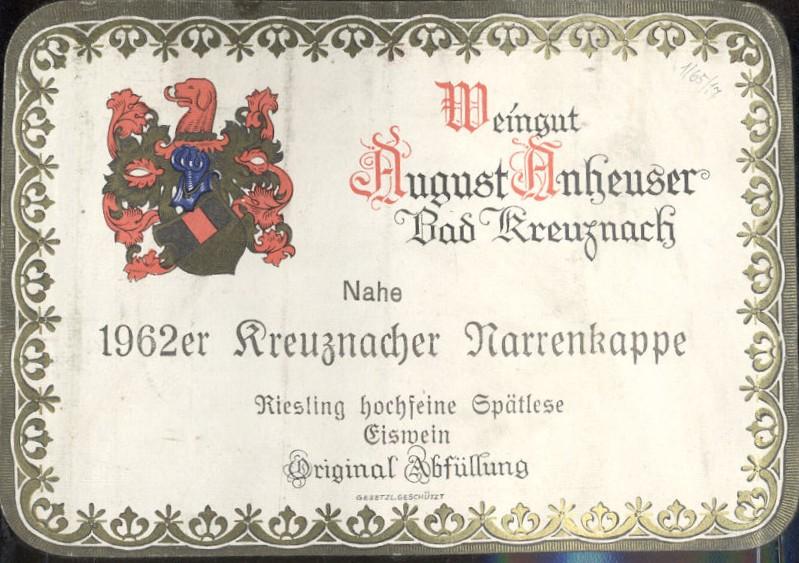 Weingut
August Anheuser
Bad Kreuznach
Nahe
1962er Kreuznacher Narrenkappe
Riesling hochfeine Spätlese
Eiswein
Original Abfüllung
GESETZL. GESCHÜTZT